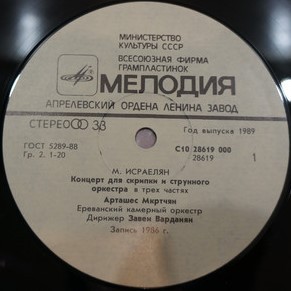 МИНИСТЕРСТВО
КУЛЬТУРЫ СССР
ВСЕСОЮЗНАЯ ФИРМА
ГРАМПЛАСТИНОК
МЕЛОДИЯ
АПРЕЛЕВСКИЙ ОРДЕНА ЛЕНИНА ЗАВОД
СТЕРЕО 33
Год выпуска 1989
ГОСТ 5289-88
Гр. 2. 1-20
С10 28619 000
28619
1
М. ИСРАЕЛЯН
Концерт для скрипки и струнного
оркестра в трех частях
Арташес Мкртчян
Ереванский камерный оркестр
Дирижер Завен Варданян
Запись 1986 г.